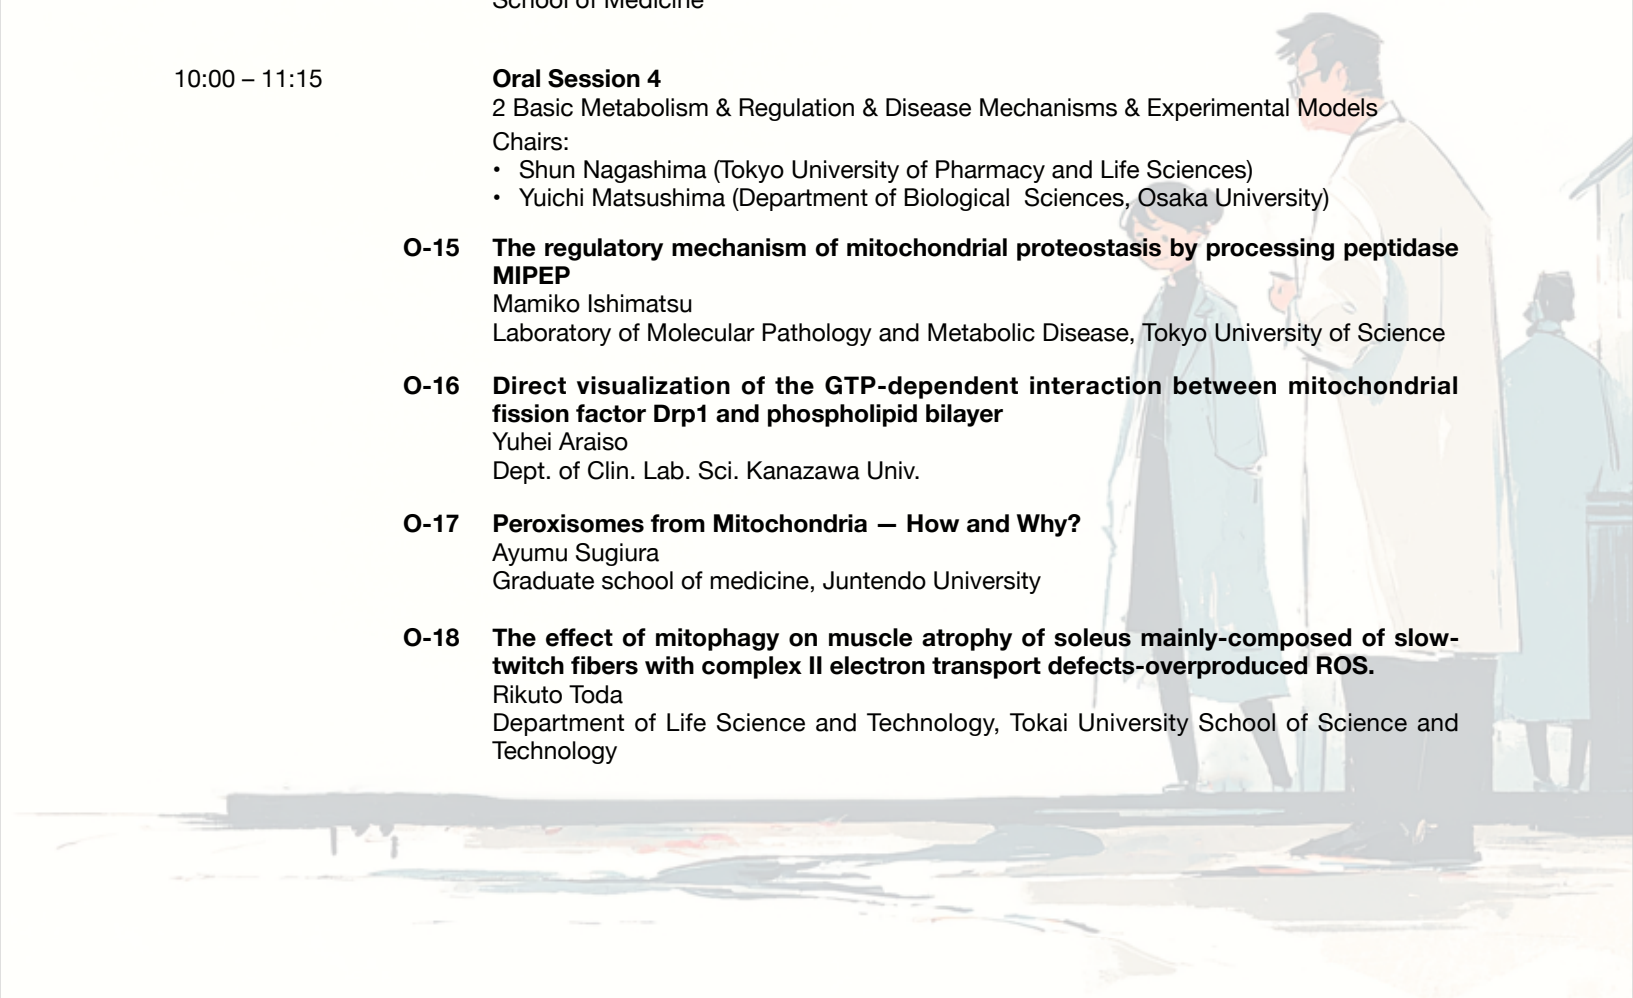 School of Medicine
10:00 – 11:15 Oral Session 4
2 Basic Metabolism & Regulation & Disease Mechanisms & Experimental Models
Chairs:
• Shun Nagashima (Tokyo University of Pharmacy and Life Sciences)
• Yuichi Matsushima (Department of Biological  Sciences, Osaka University)
O-15 The regulatory mechanism of mitochondrial proteostasis by processing peptidase
MIPEP
Mamiko Ishimatsu
Laboratory of Molecular Pathology and Metabolic Disease, Tokyo University of Science
O-16 Direct visualization of the GTP-dependent interaction between mitochondrial
fission factor Drp1 and phospholipid bilayer
Yuhei Araiso
Dept. of Clin. Lab. Sci. Kanazawa Univ.
O-17 Peroxisomes from Mitochondria — How and Why?
Ayumu Sugiura
Graduate school of medicine, Juntendo University
O-18 The effect of mitophagy on muscle atrophy of soleus mainly-composed of slow-
twitch fibers with complex II electron transport defects-overproduced ROS.
Rikuto Toda
Department of Life Science and Technology, Tokai University School of Science and
Technology